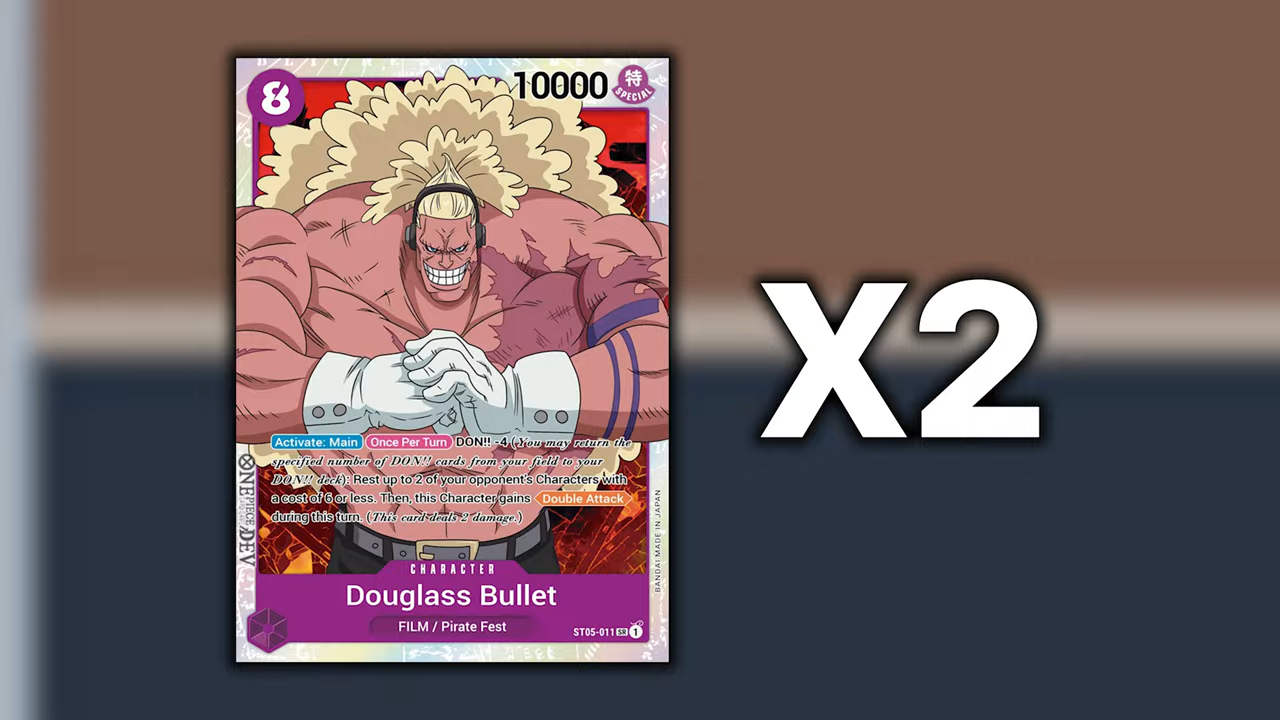 8
10000
特
SPECIAL
Activate: Main Once Per Turn DON!! -4 (You may return the
specified number of DON!! cards from your field to your
DON!! deck): Rest up to 2 of your opponent's Characters with
a cost of 6 or less. Then, this Character gains Double Attack
during this turn. (This card deals 2 damage.)
CHARACTER
Douglass Bullet
FILM / Pirate Fest
ST05-011 SR 1
BANDAI MADE IN JAPAN
X2